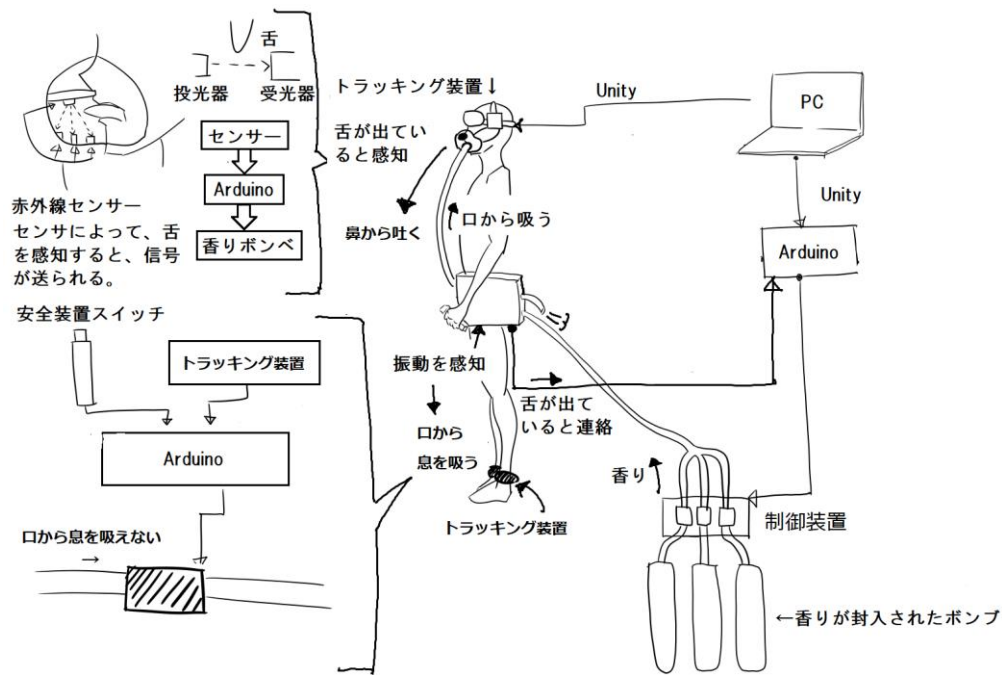 舌
投光器
受光器
センサー
Arduino
香りボンベ
赤外線センサー
センサによって、舌
を感知すると、信号
が送られる。
安全装置スイッチ
トラッキング装置
Arduino
口から息を吸えない
→
トラッキング装置↓
舌が出てい
ると感知
鼻から吐く
口から吸う
振動を感知
口から
息を吸う
舌が出て
いると連絡
トラッキング装置
Unity
PC
Unity
Arduino
香り
制御装置
←香りが封入されたボンブ